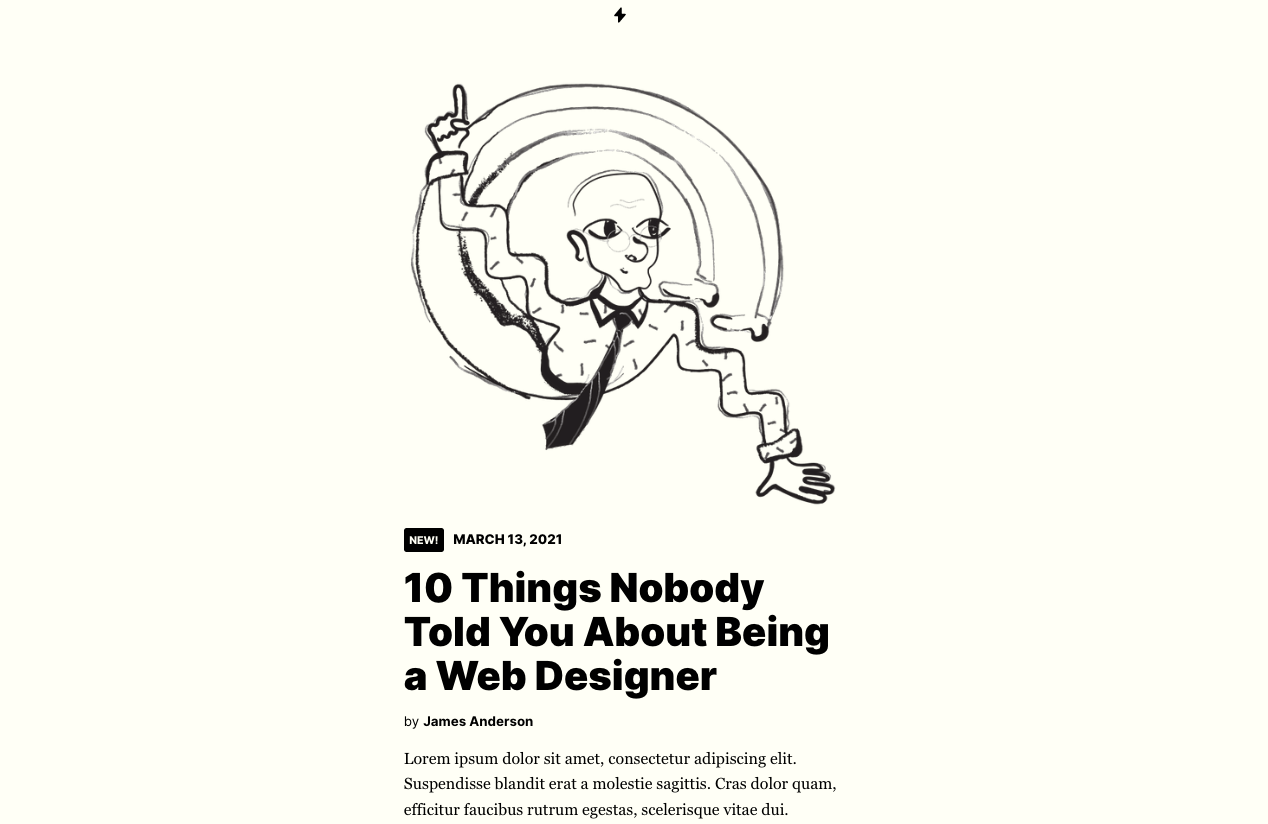 NEW! MARCH 13, 2021
10 Things Nobody
Told You About Being
a Web Designer
by James Anderson
Lorem ipsum dolor sit amet, consectetur adipiscing elit.
Suspendisse blandit erat a molestie sagittis. Cras dolor quam,
efficitur faucibus rutrum egestas, scelerisque vitae dui.